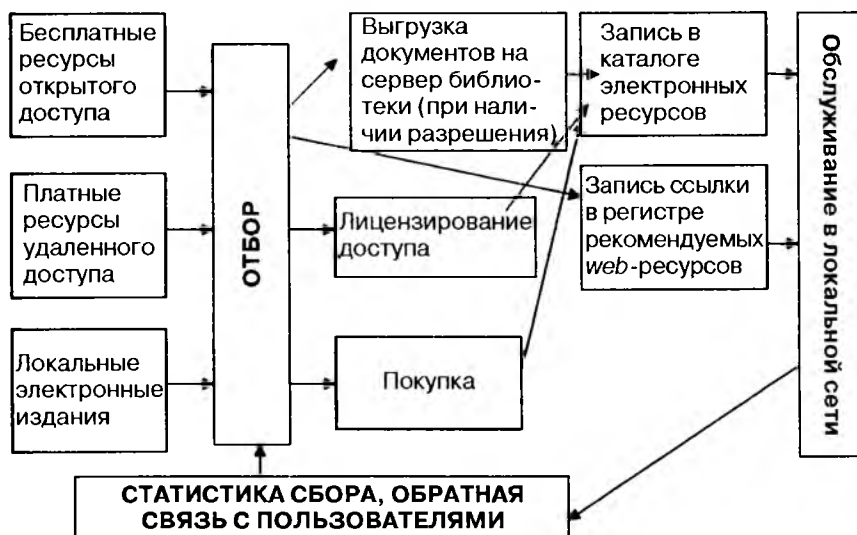 Бесплатные
ресурсы
открытого
доступа
Платные
ресурсы
удаленного
доступа
Локальные
электронные
издания
ОТБОР
Выгрузка
документов на
сервер библио-
теки (при нали-
чии разрешения)
Лицензирование
доступа
Покупка
Запись в
каталоге
электронных
ресурсов
Запись ссылки
в регистре
рекомендуемых
web-ресурсов
Обслуживание в локальной сети
СТАТИСТИКА СБОРА, ОБРАТНАЯ
СВЯЗЬ С ПОЛЬЗОВАТЕЛЯМИ